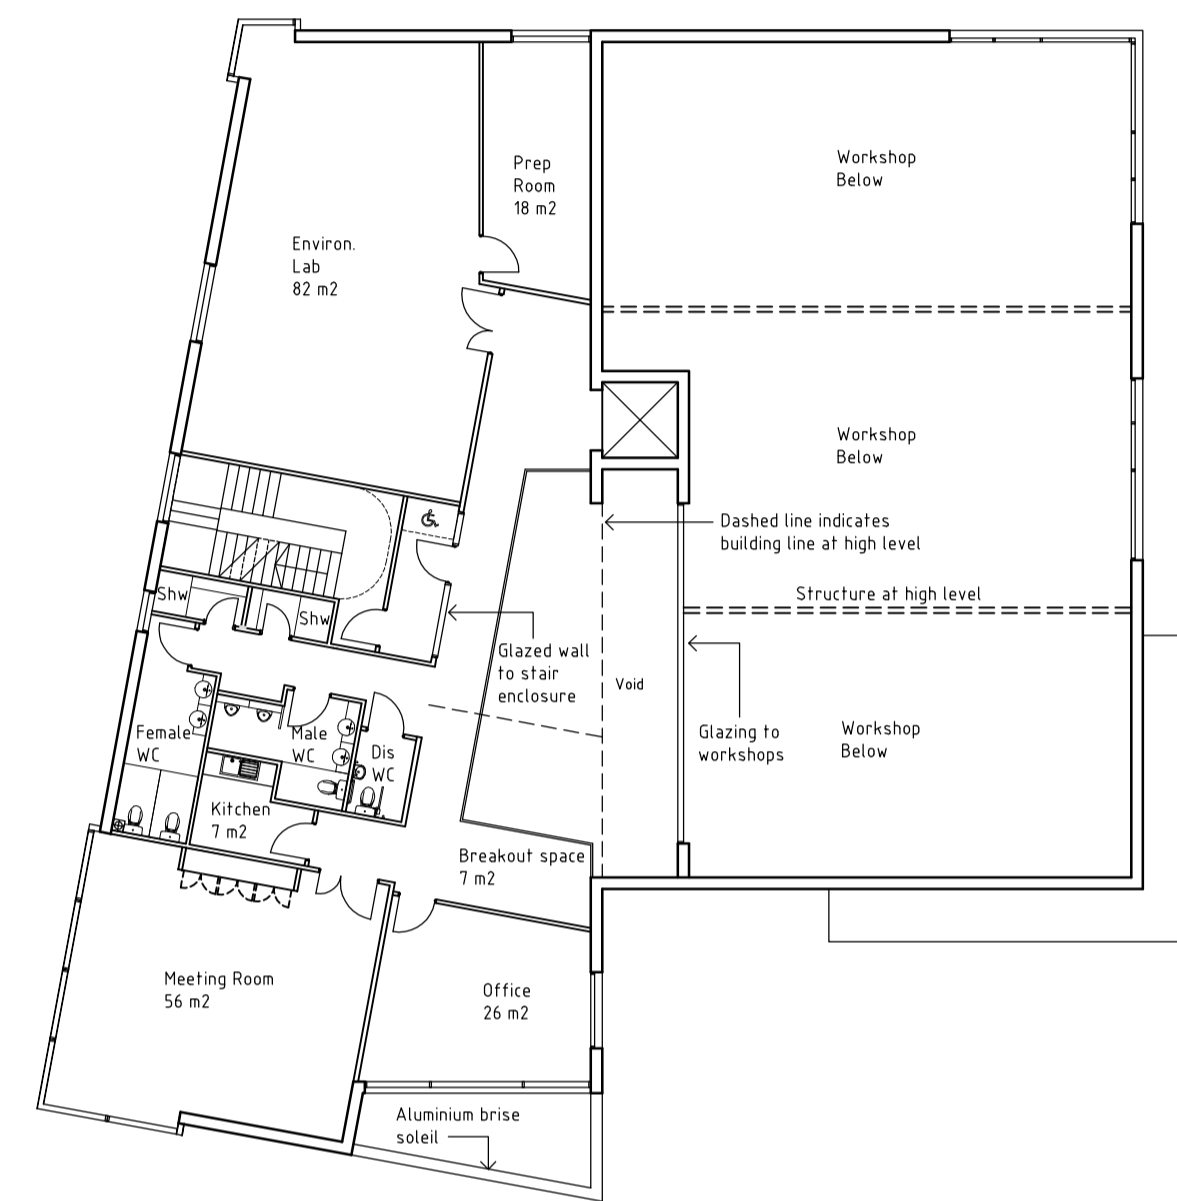 Workshop
Below
Prep
Room
18 m2
Environ.
Lab
82 m2
Workshop
Below
Dashed line indicates
building line at high level
Structure at high level
Shw
Shw
Glazed wall
to stair
enclosure
Void
Glazing to
workshops
Workshop
Below
Female
WC
Male
WC
Dis
WC
Kitchen
7 m2
Breakout space
7 m2
Meeting Room
56 m2
Office
26 m2
Aluminium brise
soleil